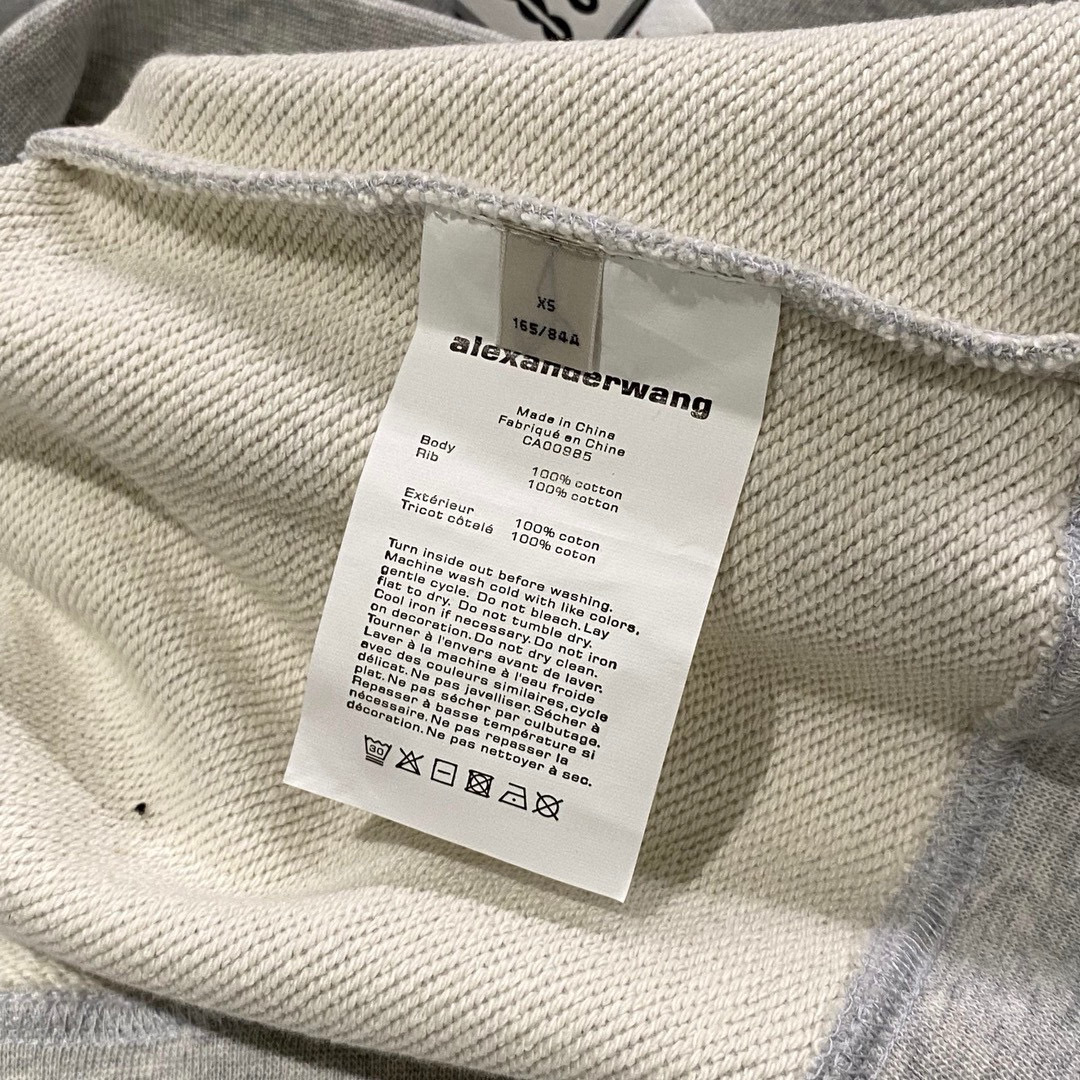 XS
165/84A
alexanderwang
Made in China
Fabriqué en Chine
CA00985
Body 100% cotton
Rib 100% cotton
Extérieur 100% coton
Tricot côtalé 100% coton
Turn inside out before washing.
Machine wash cold with like colors,
gentle cycle. Do not bleach. Lay
flat to dry. Do not tumble dry.
Cool iron if necessary. Do not iron
on decoration. Do not dry clean.
Tourner à l'envers avant de laver.
Laver à la machine à l'eau froide
avec des couleurs similaires, cycle
délicat. Ne pas javelliser. Sécher à
plat. Ne pas sécher par culbutage.
Repasser à basse température si
nécessaire. Ne pas repasser la
décoration. Ne pas nettoyer à sec.
30